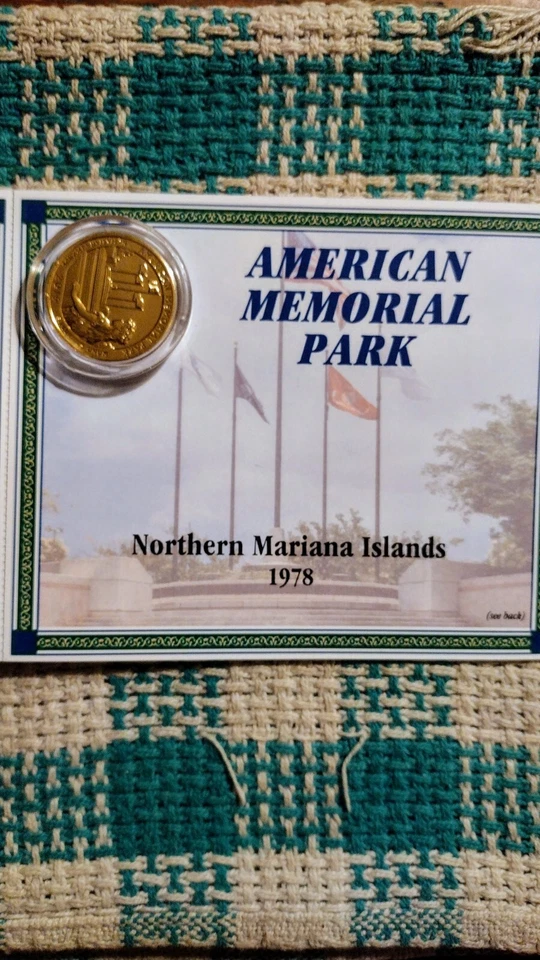 AMERICAN
MEMORIAL
PARK
Northern Mariana Islands
1978
(see back)